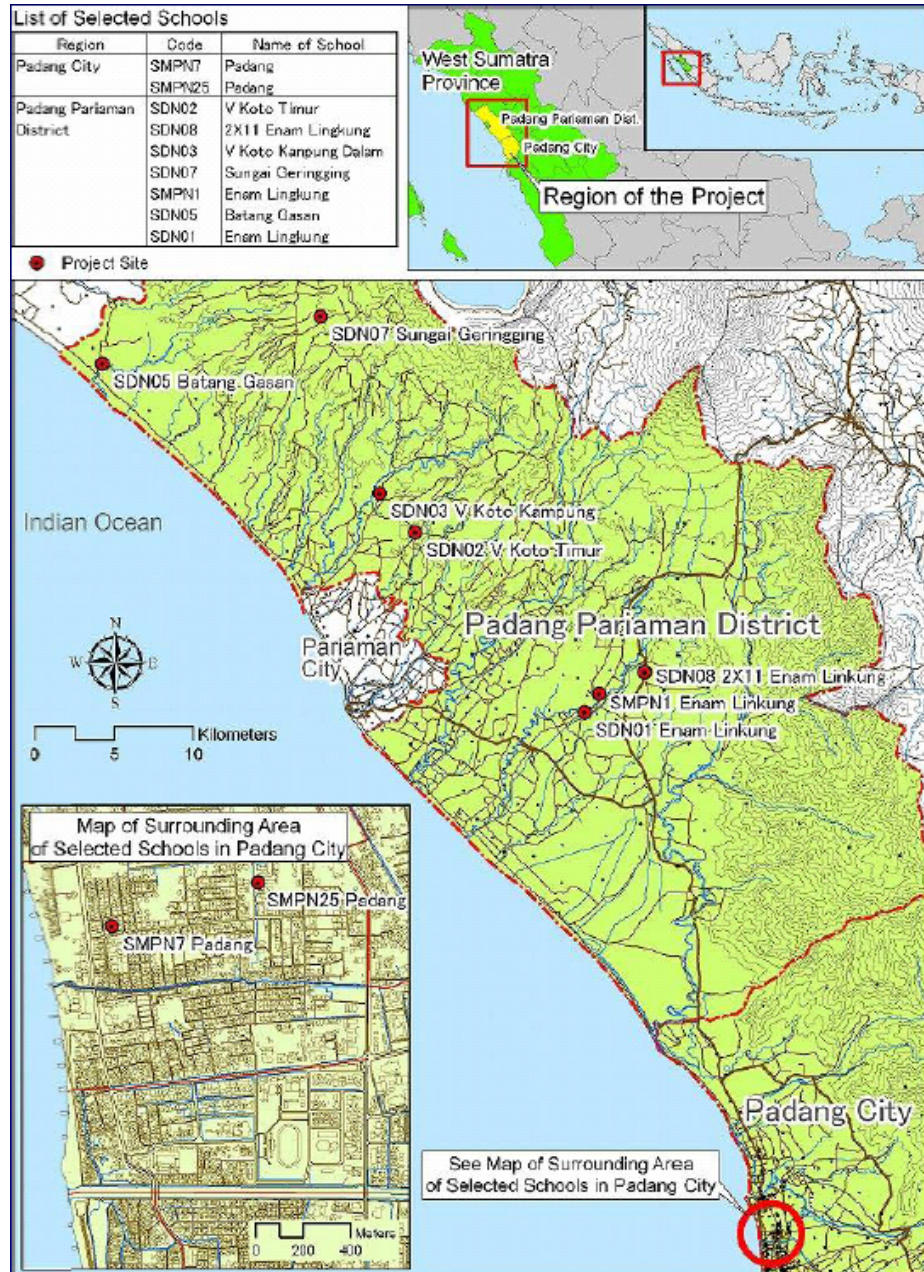 List of Selected Schools
Region Code Name of School
Padang City SMPN7 Padang
SMPN25 Padang
Padang Pariaman SDN02 V Koto Timur
District SDN08 2X11 Enam Lingkung
SDN03 V Koto Kanpung Dalam
SDN07 Sungai Geringging
SMPN1 Enam Lingkung
SDN05 Batang Gasan
SDN01 Enam Lingkung
Project Site
West Sumatra
Province
Padang Pariaman Dist.
Padang City
Region of the Project
SDN07 Sungai Geringging
SDN05 Batang Gasan
Indian Ocean
SDN03 V Koto Kampung
SDN02 V Koto Timur
Padang Pariaman District
Pariaman
City
N
W E
S
SDN08 2X11 Enam Linkung
SMPN1 Enam Linkung
SDN01 Enam Linkung
Kilometers
0 5 10
Map of Surrounding Area
of Selected Schools in Padang City
SMPN25 Padang
SMPN7 Padang
Meters
0 200 400
Padang City
See Map of Surrounding Area
of Selected Schools in Padang City